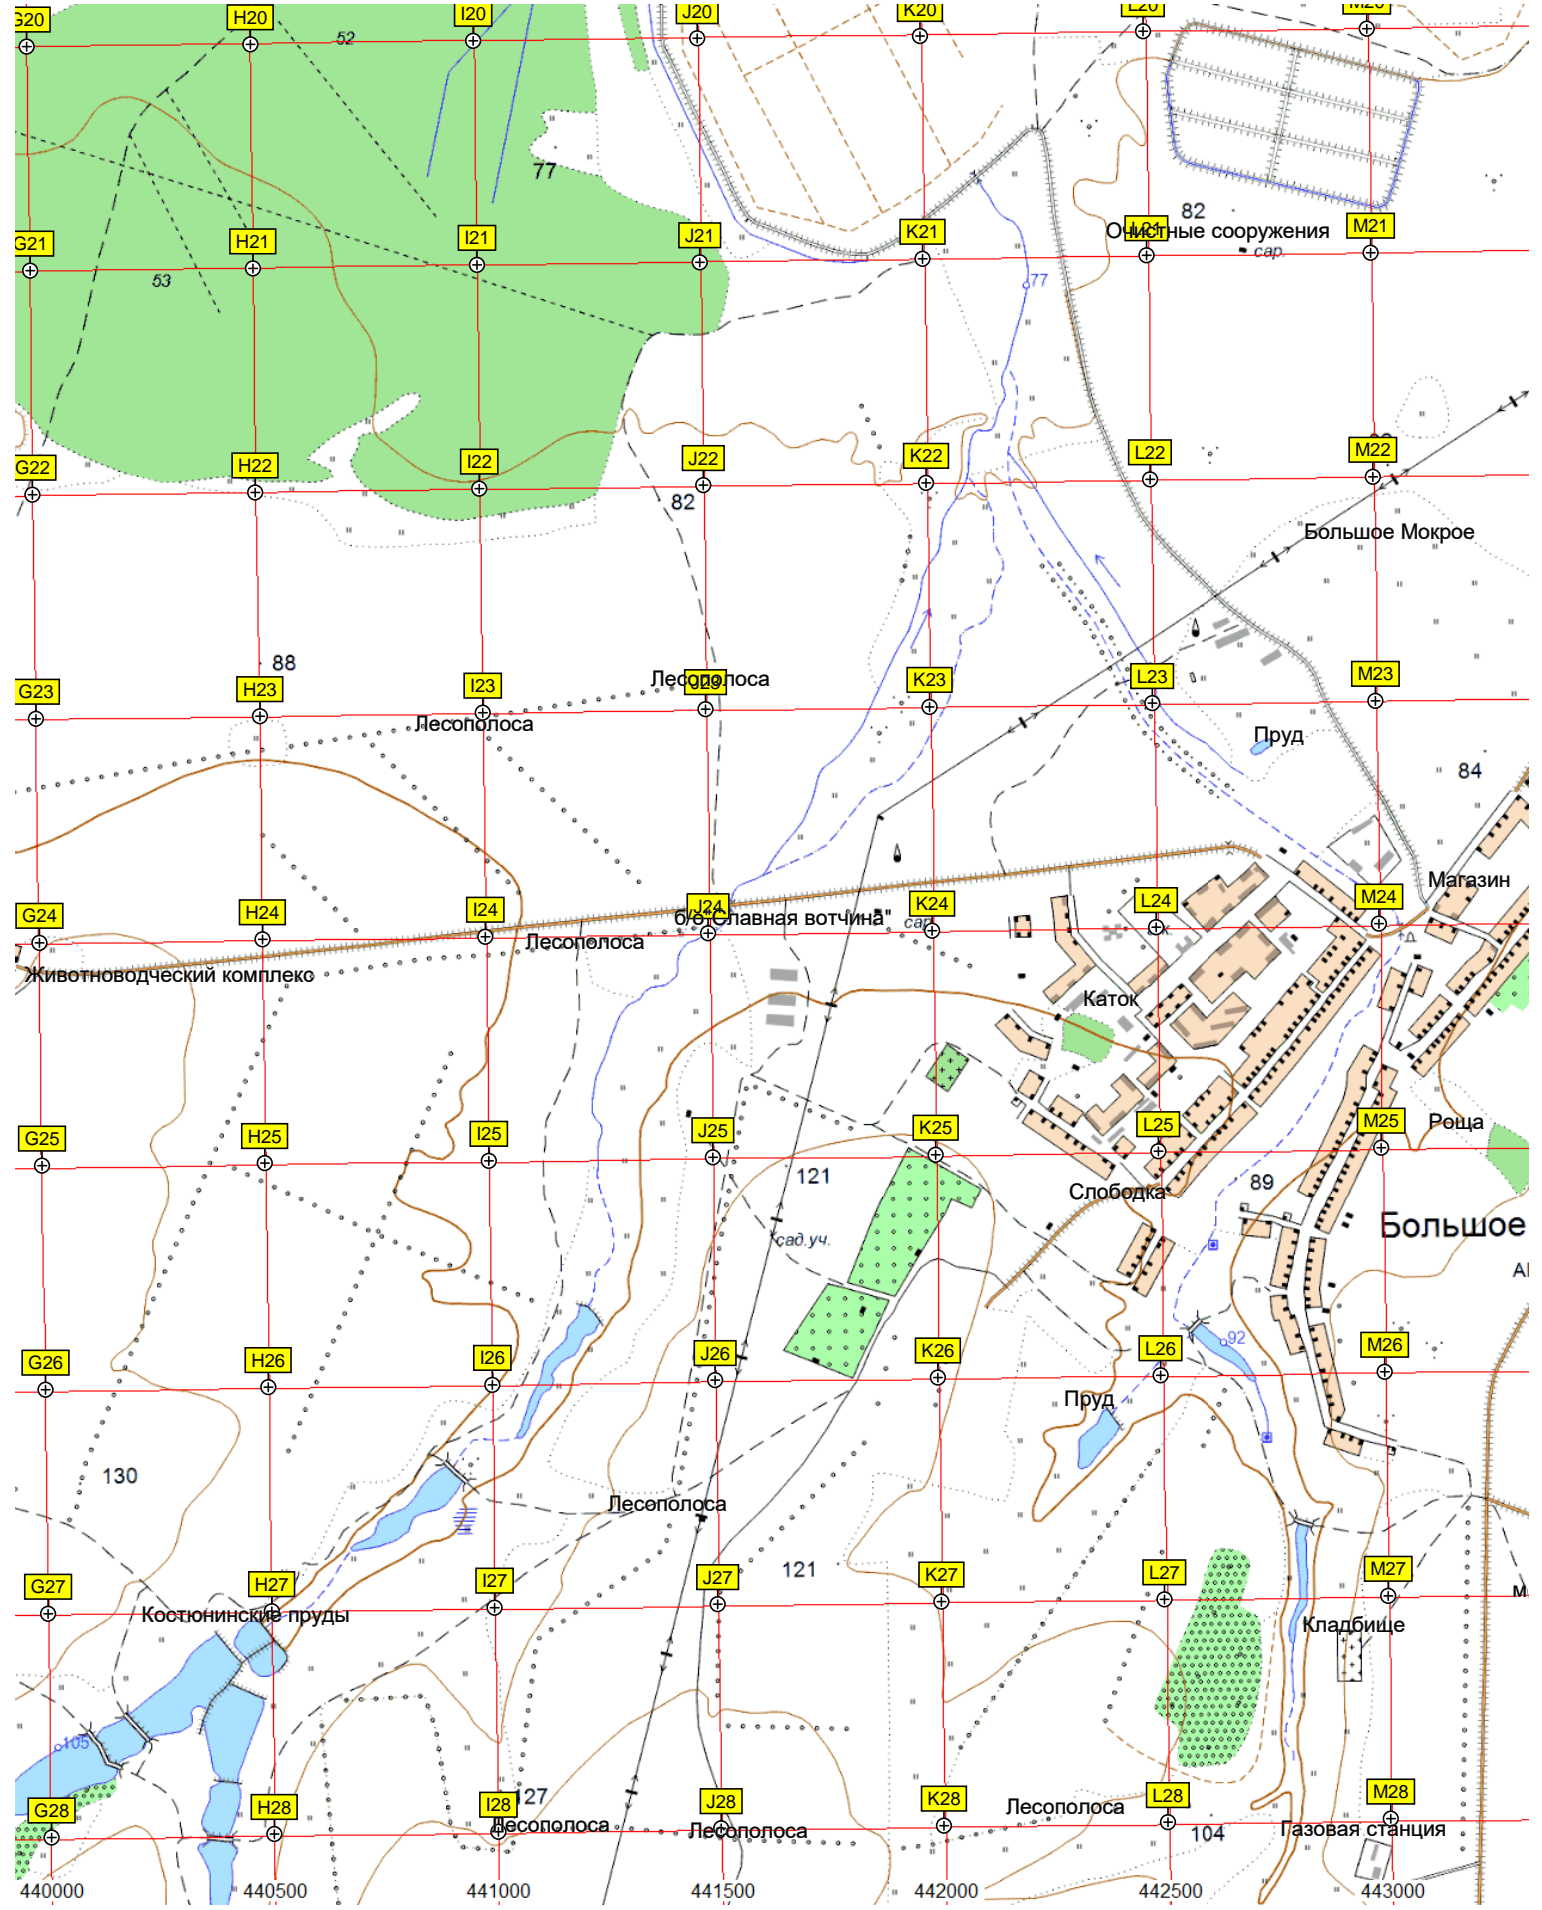 G20
H20
I20
J20
K20
L20
M20
52
77
82
G21
H21
I21
J21
K21
L21
Очистные сооружения
M21
сар.
53
77
G22
H22
I22
J22
K22
L22
M22
82
Большое Мокрое
88
Лесополоса
G23
H23
I23
J23
K23
L23
M23
Лесополоса
Пруд
84
Магазин
G24
H24
I24
J24
K24
L24
M24
б/о "Славная вотчина"
сар.
Лесополоса
Животноводческий комплекс
Каток
G25
H25
I25
J25
K25
L25
M25
Роща
121
Слободка
89
Большое
сад.уч.
G26
H26
I26
J26
K26
L26
M26
92
Пруд
130
Лесополоса
121
G27
H27
I27
J27
K27
L27
M27
Костюнинские пруды
Кладбище
105
G28
H28
I28
J28
K28
L28
M28
127
Лесополоса
Лесополоса
Лесополоса
104
Газовая станция
440000
440500
441000
441500
442000
442500
443000